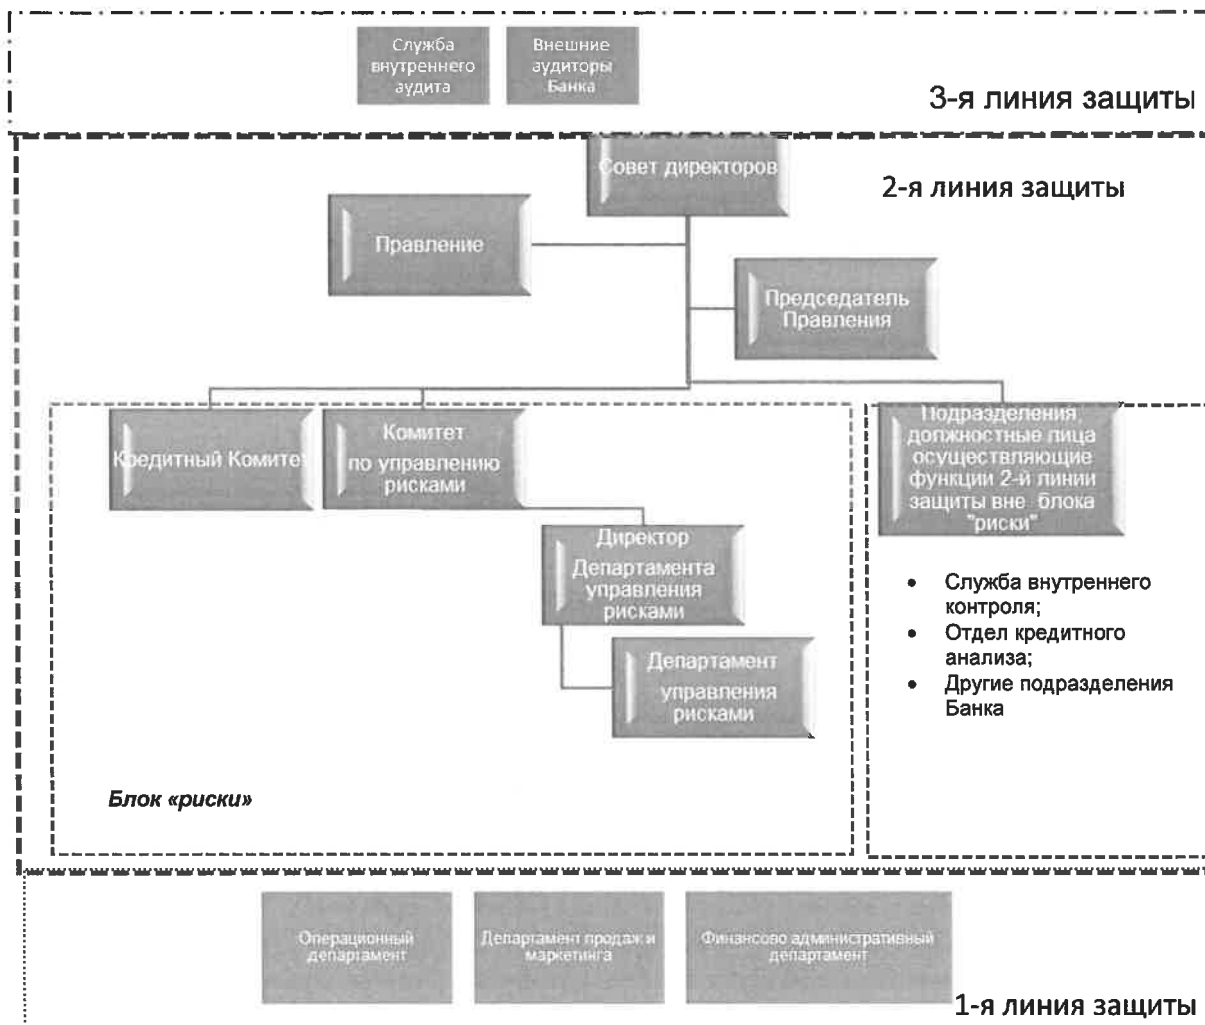 Служба
внутреннего
аудита
Внешние
аудиторы
Банка
3-я линия защиты
Совет директоров
2-я линия защиты
Правление
Председатель
Правления
Кредитный Комитет
Комитет
по управлению
рисками
Подразделения,
должностные лица
осуществляющие
функции 2-й линии
защиты вне блока
"риски"
Директор
Департамента
управления
рисками
• Служба внутреннего
контроля;
• Отдел кредитного
анализа;
• Другие подразделения
Банка
Департамент
управления
рисками
Блок «риски»
Операционный
департамент
Департамент продаж и
маркетинга
Финансово административный
департамент
1-я линия защиты